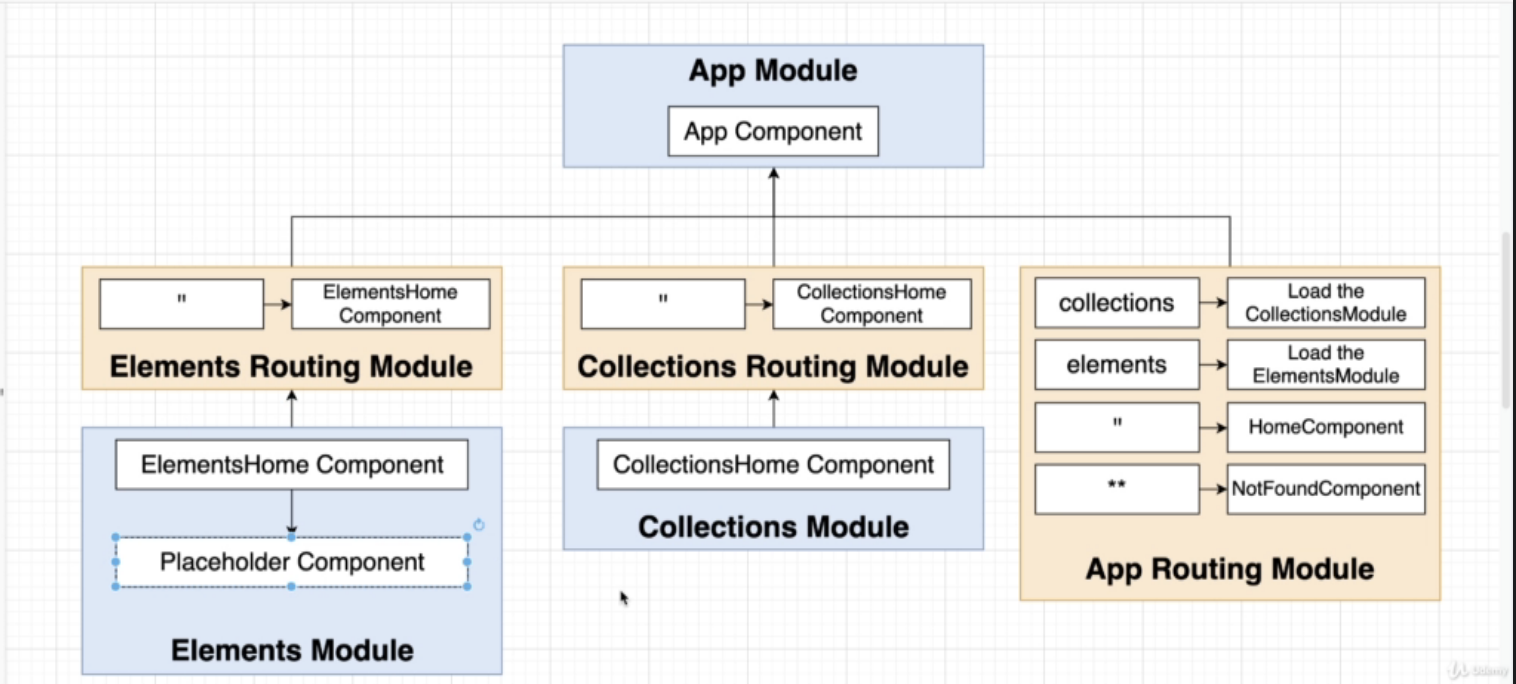 App Module
App Component
"
ElementsHome
Component
Elements Routing Module
"
CollectionsHome
Component
Collections Routing Module
collections
Load the
CollectionsModule
elements
Load the
ElementsModule
"
HomeComponent
**
NotFoundComponent
App Routing Module
ElementsHome Component
Placeholder Component
Elements Module
CollectionsHome Component
Collections Module
Udemy